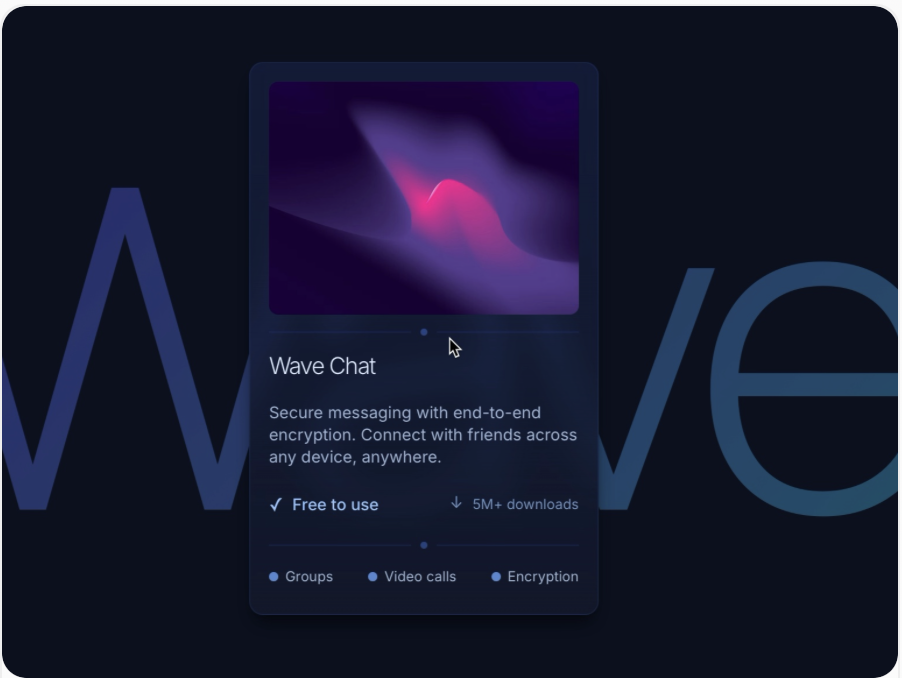 Wave
Wave Chat
Secure messaging with end-to-end
encryption. Connect with friends across
any device, anywhere.
✓ Free to use
↓ 5M+ downloads
Groups
Video calls
Encryption